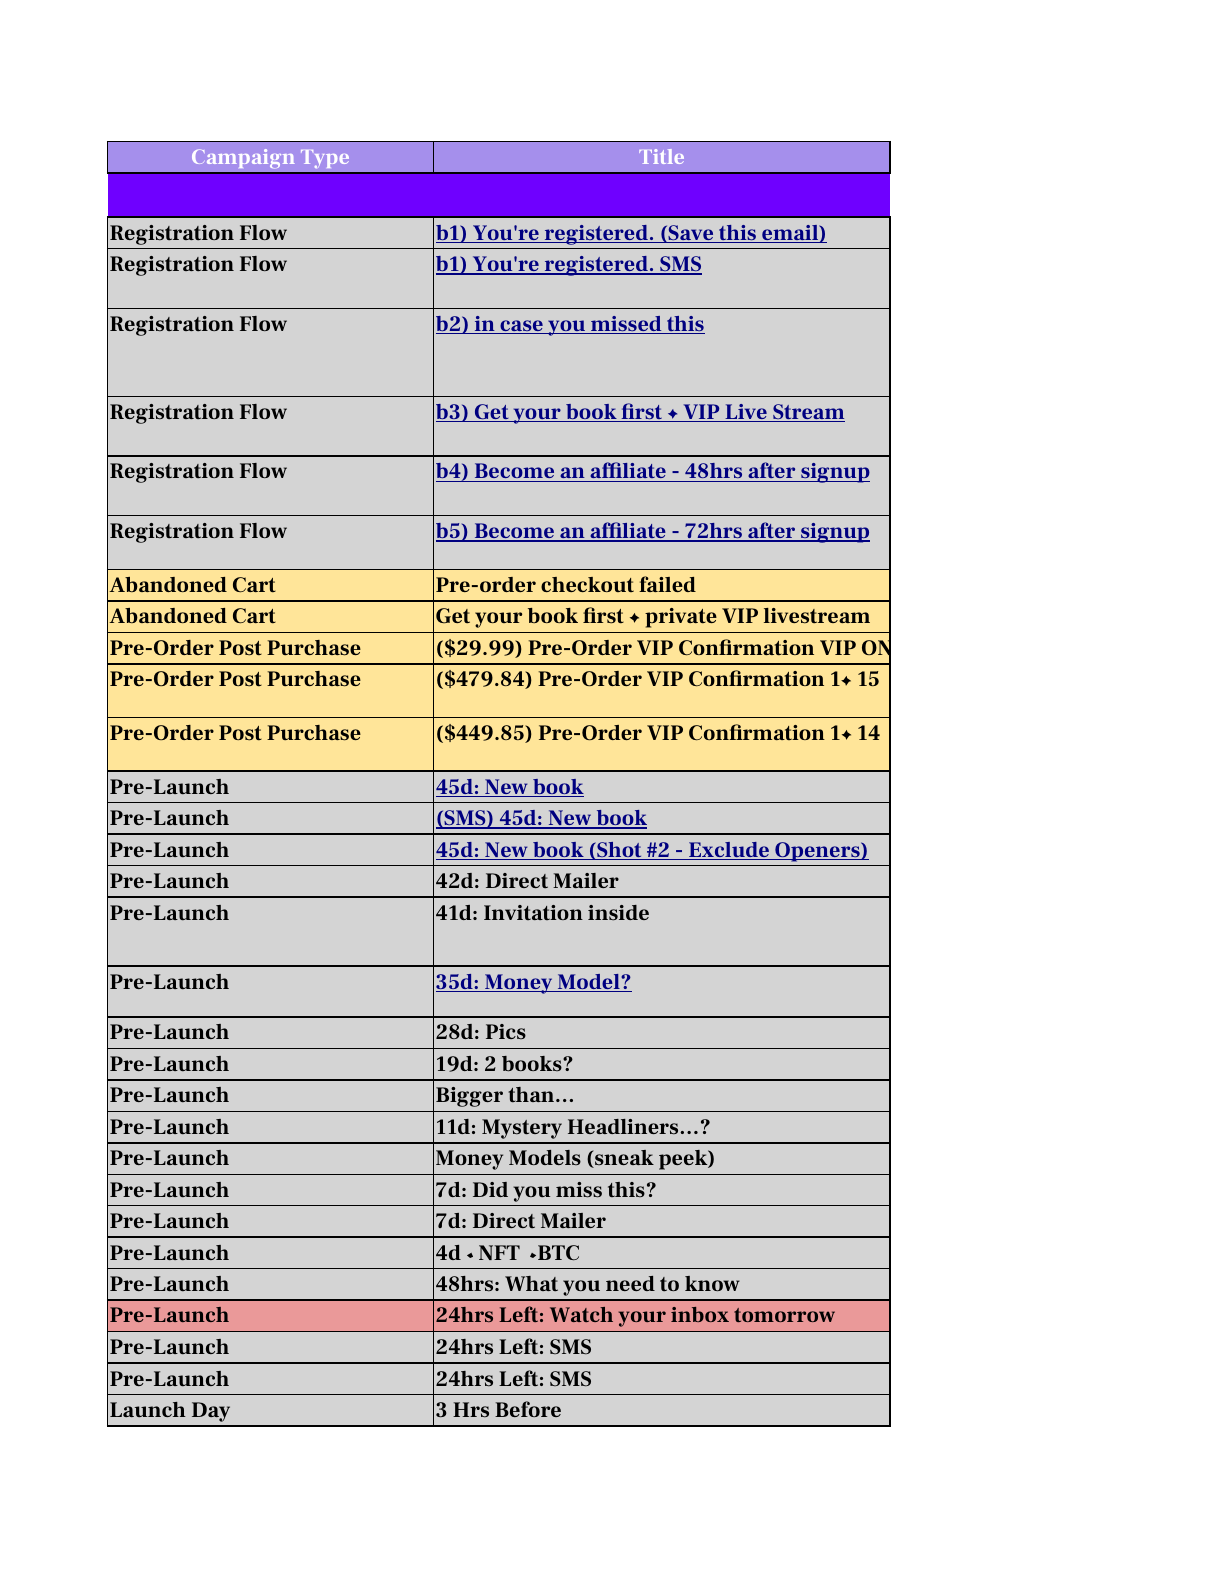 Campaign Type Title
Registration Flow b1) You're registered. (Save this email)
Registration Flow b1) You're registered. SMS
Registration Flow b2) in case you missed this
Registration Flow b3) Get your book first ✦ VIP Live Stream
Registration Flow b4) Become an affiliate - 48hrs after signup
Registration Flow b5) Become an affiliate - 72hrs after signup
Abandoned Cart Pre-order checkout failed
Abandoned Cart Get your book first ✦ private VIP livestream
Pre-Order Post Purchase ($29.99) Pre-Order VIP Confirmation VIP ON
Pre-Order Post Purchase ($479.84) Pre-Order VIP Confirmation 1✦ 15
Pre-Order Post Purchase ($449.85) Pre-Order VIP Confirmation 1✦ 14
Pre-Launch 45d: New book
Pre-Launch (SMS) 45d: New book
Pre-Launch 45d: New book (Shot #2 - Exclude Openers)
Pre-Launch 42d: Direct Mailer
Pre-Launch 41d: Invitation inside
Pre-Launch 35d: Money Model?
Pre-Launch 28d: Pics
Pre-Launch 19d: 2 books?
Pre-Launch Bigger than...
Pre-Launch 11d: Mystery Headliners...?
Pre-Launch Money Models (sneak peek)
Pre-Launch 7d: Did you miss this?
Pre-Launch 7d: Direct Mailer
Pre-Launch 4d ✦ NFT ✦BTC
Pre-Launch 48hrs: What you need to know
Pre-Launch 24hrs Left: Watch your inbox tomorrow
Pre-Launch 24hrs Left: SMS
Pre-Launch 24hrs Left: SMS
Launch Day 3 Hrs Before